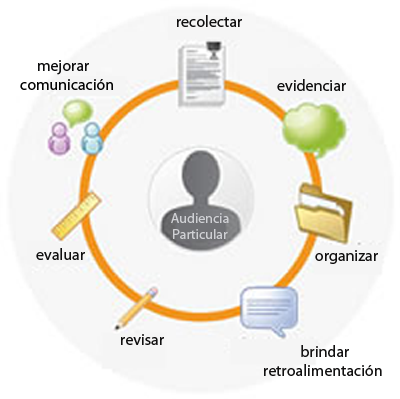 recolectar
evidenciar
organizar
brindar
retroalimentación
revisar
evaluar
mejorar
comunicación
Audiencia
Particular